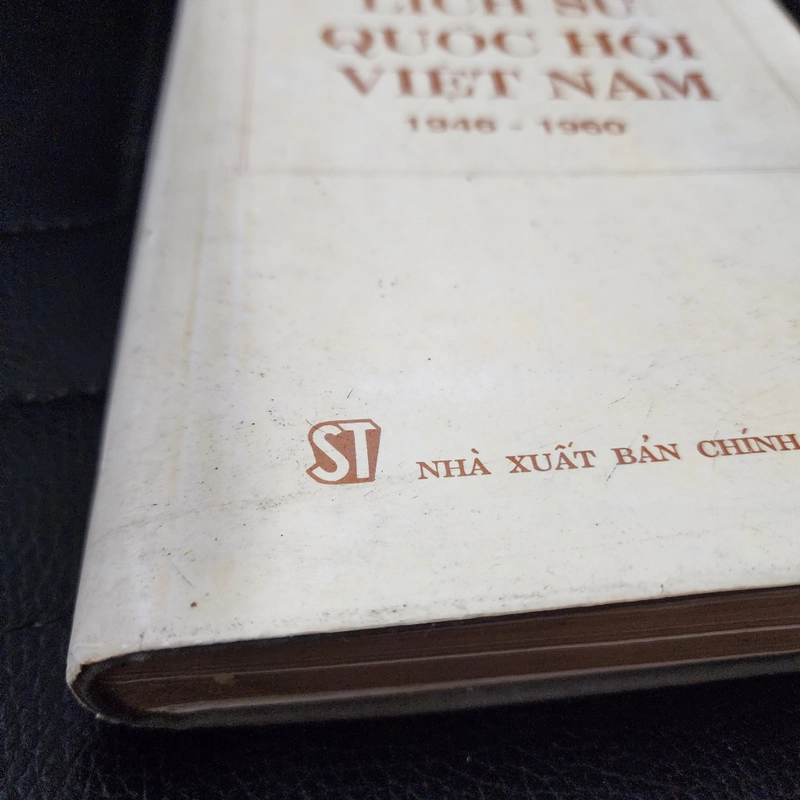 LỊCH SỬ
QUỐC HỘI
VIỆT NAM
1946 - 1960
ST NHÀ XUẤT BẢN CHÍNH